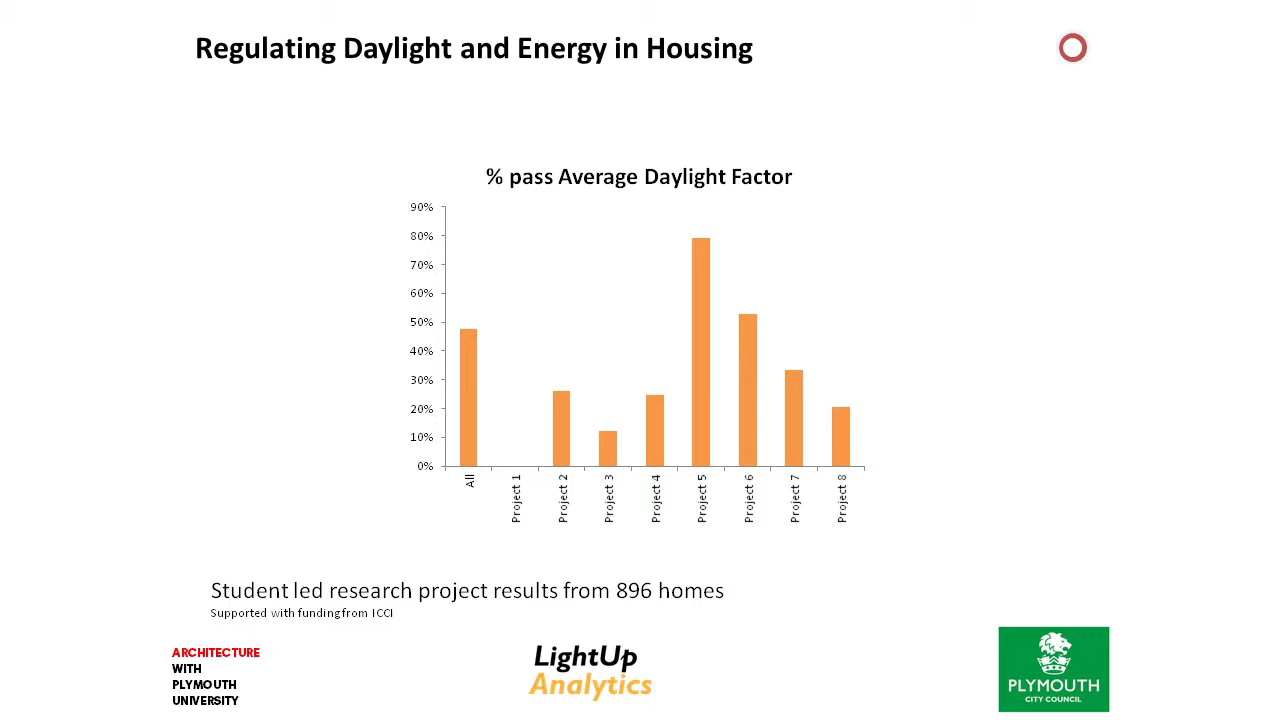 Regulating Daylight and Energy in Housing
% pass Average Daylight Factor
90%
80%
70%
60%
50%
40%
30%
20%
10%
0%
All
Project 1
Project 2
Project 3
Project 4
Project 5
Project 6
Project 7
Project 8
Student led research project results from 896 homes
Supported with funding from ICCI
ARCHITECTURE
WITH
PLYMOUTH
UNIVERSITY
LightUp
Analytics
PLYMOUTH
CITY COUNCIL